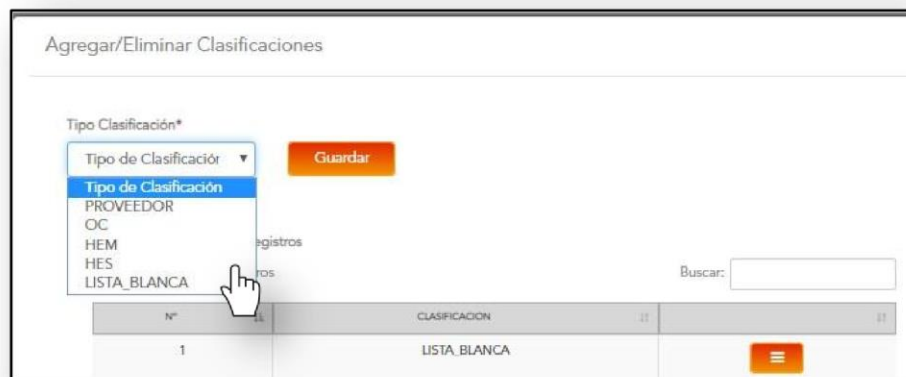 Agregar/Eliminar Clasificaciones
Tipo Clasificación*
Tipo de Clasificaciór
Guardar
Tipo de Clasificación
PROVEEDOR
OC
HEM
HES
LISTA_BLANCA
egistros
ros
Buscar:
N° CLASIFICACION
1 LISTA_BLANCA